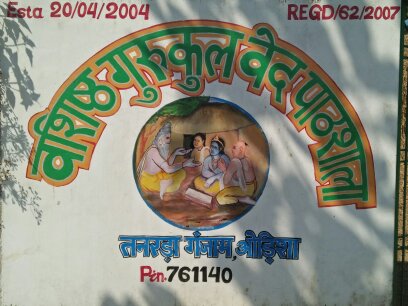 Esta 20/04/2004
REGD/62/2007
वशिष्ठ गुरुकुल वेद पाठशाला
तनरडा गंजाम, ओड़िशा
Pin.761140